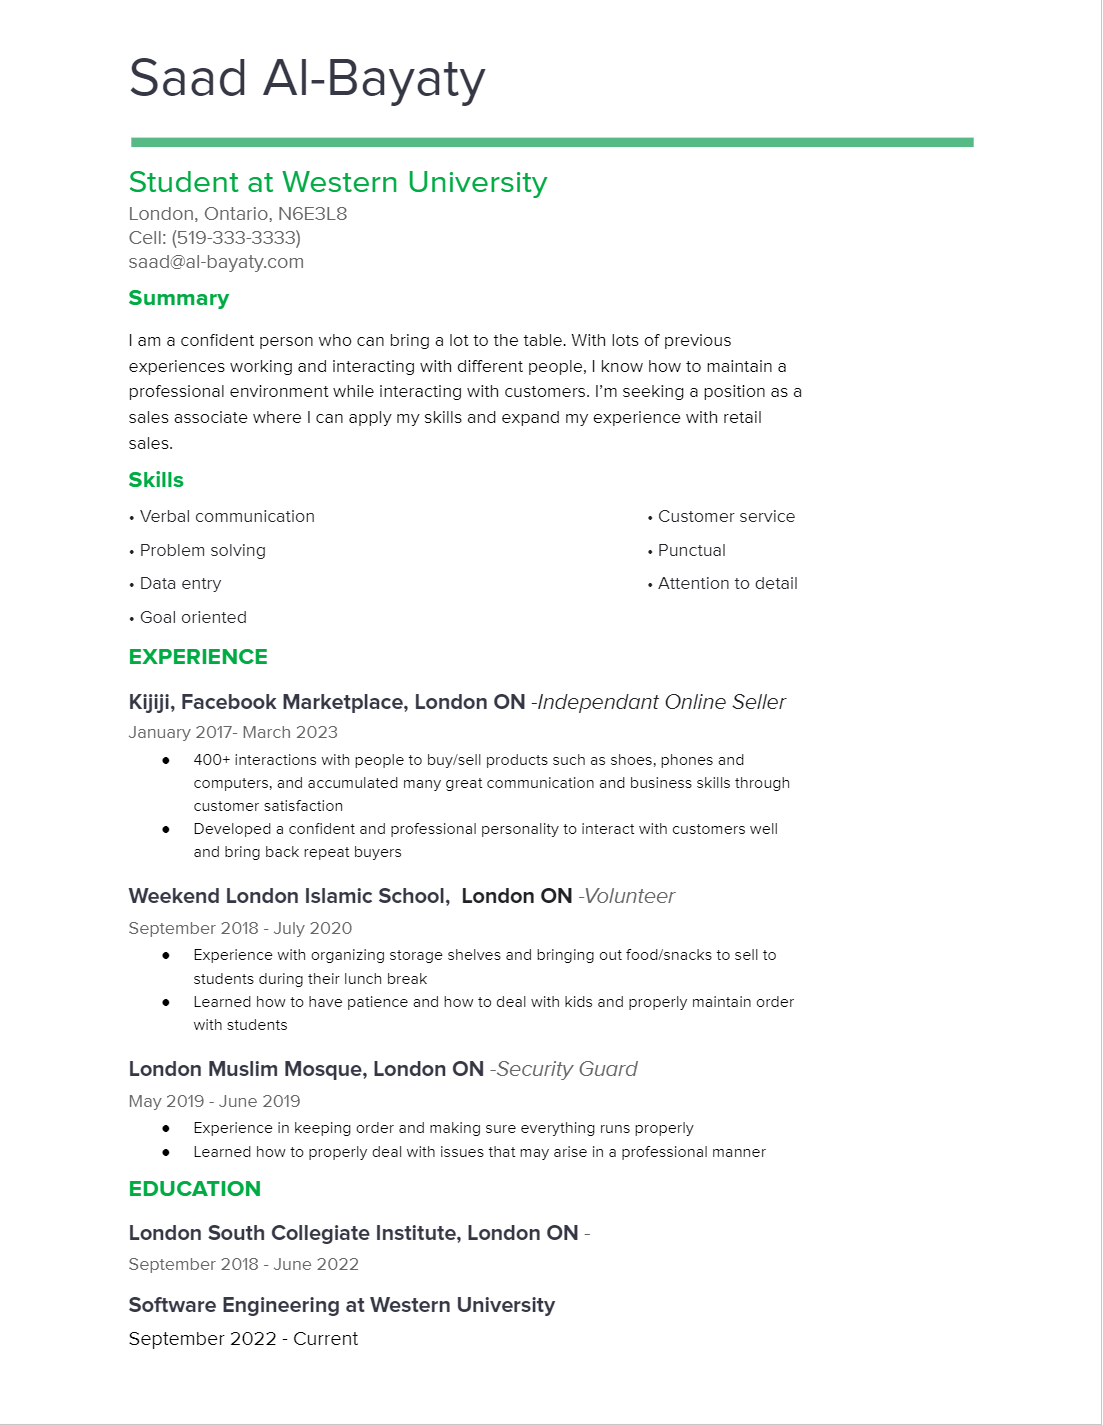 Saad Al-Bayaty
Student at Western University
London, Ontario, N6E3L8
Cell: (519-333-3333)
saad@al-bayaty.com
Summary
I am a confident person who can bring a lot to the table. With lots of previous
experiences working and interacting with different people, I know how to maintain a
professional environment while interacting with customers. I’m seeking a position as a
sales associate where I can apply my skills and expand my experience with retail
sales.
Skills
• Verbal communication
• Problem solving
• Data entry
• Goal oriented
• Customer service
• Punctual
• Attention to detail
EXPERIENCE
Kijiji, Facebook Marketplace, London ON -Independant Online Seller
January 2017- March 2023
● 400+ interactions with people to buy/sell products such as shoes, phones and
computers, and accumulated many great communication and business skills through
customer satisfaction
● Developed a confident and professional personality to interact with customers well
and bring back repeat buyers
Weekend London Islamic School,  London ON -Volunteer
September 2018 - July 2020
● Experience with organizing storage shelves and bringing out food/snacks to sell to
students during their lunch break
● Learned how to have patience and how to deal with kids and properly maintain order
with students
London Muslim Mosque, London ON -Security Guard
May 2019 - June 2019
● Experience in keeping order and making sure everything runs properly
● Learned how to properly deal with issues that may arise in a professional manner
EDUCATION
London South Collegiate Institute, London ON -
September 2018 - June 2022
Software Engineering at Western University
September 2022 - Current